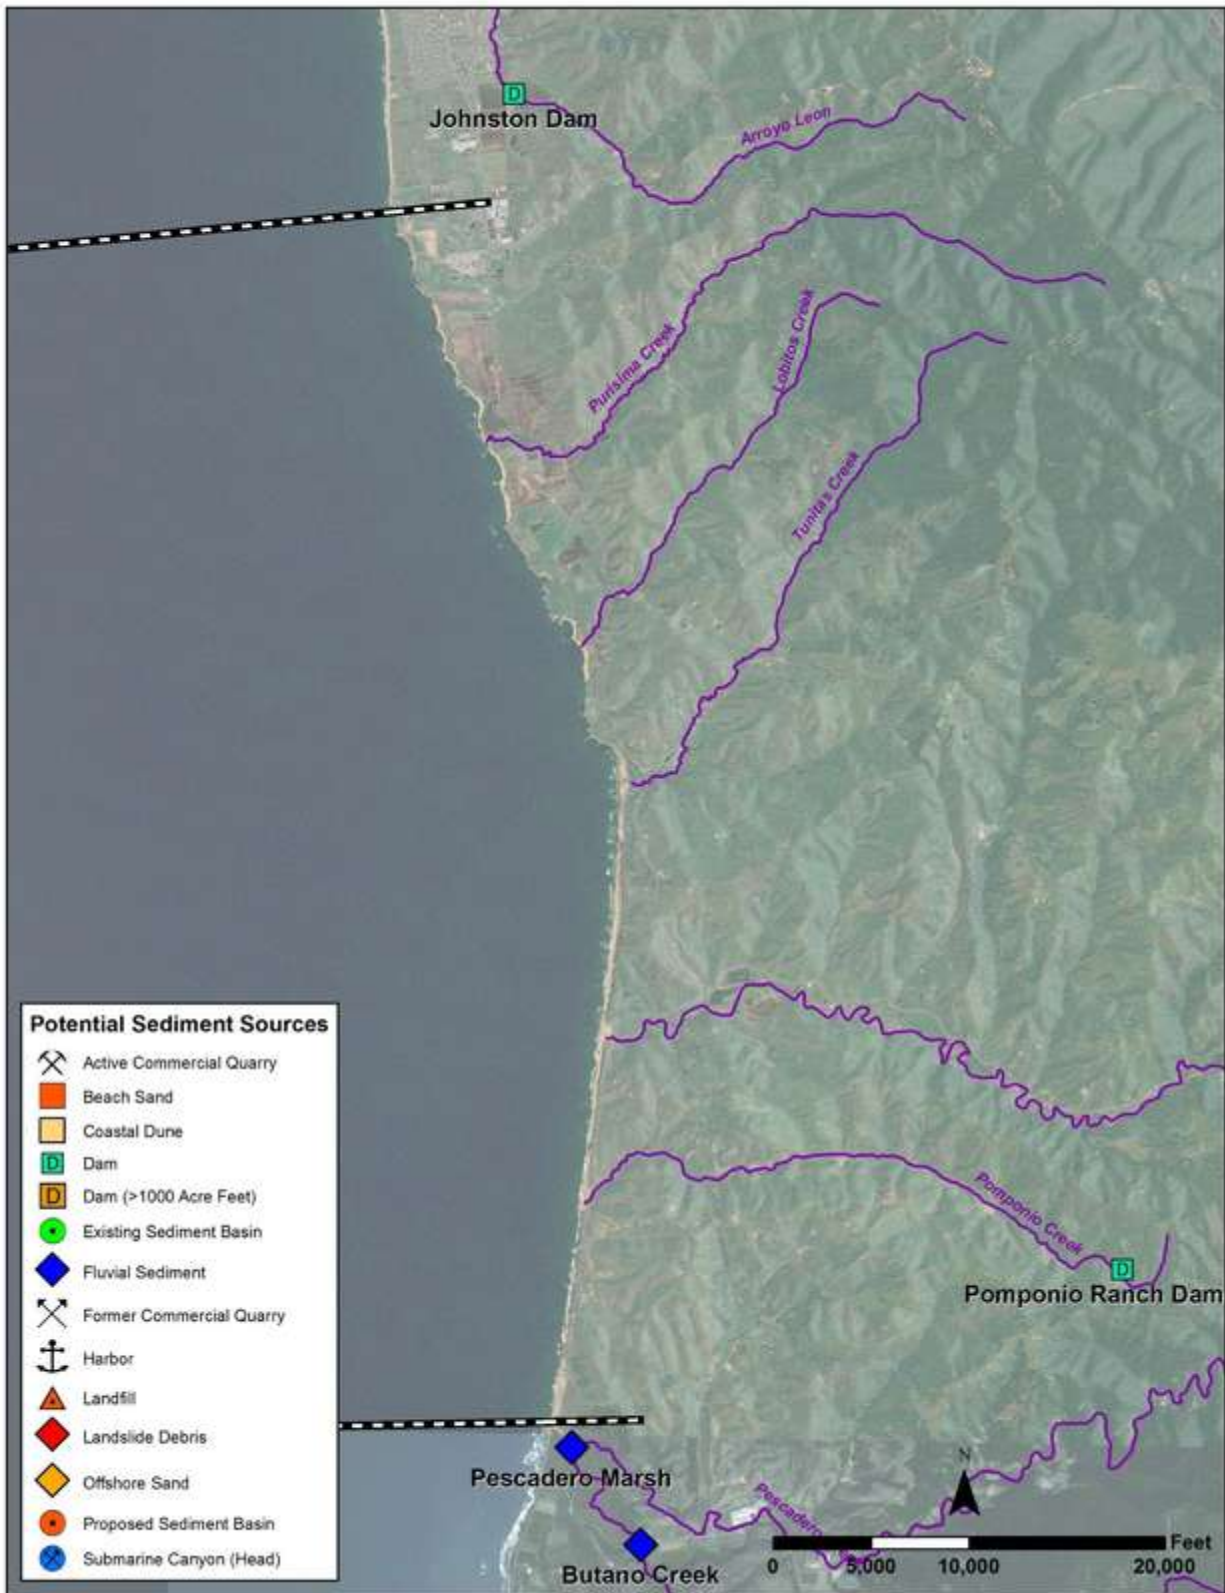 Johnston Dam
Arroyo Leon
Purisima Creek
Lobitos Creek
Tunitas Creek
Pomponio Creek
Pomponio Ranch Dam
Pescadero Marsh
Pescadero
Butano Creek
N
Feet
0 5,000 10,000 20,000
Potential Sediment Sources
Active Commercial Quarry
Beach Sand
Coastal Dune
D Dam
D Dam (>1000 Acre Feet)
Existing Sediment Basin
Fluvial Sediment
Former Commercial Quarry
Harbor
Landfill
Landslide Debris
Offshore Sand
Proposed Sediment Basin
Submarine Canyon (Head)